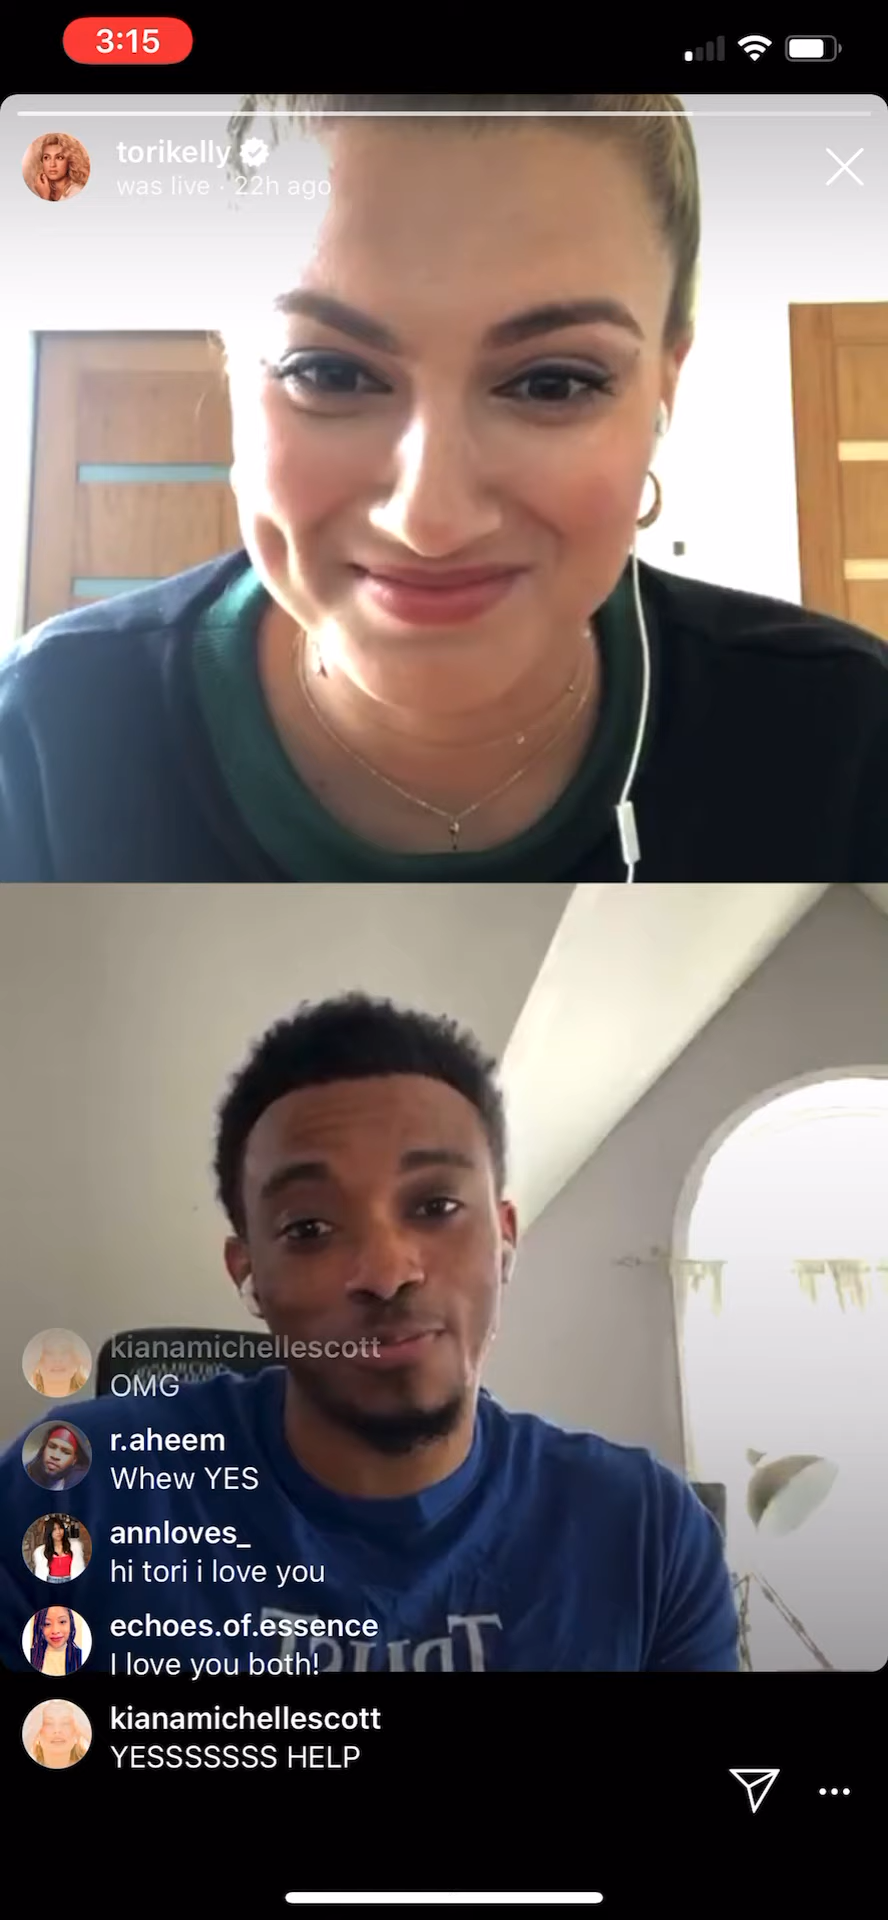 3:15
torikelly
was live · 22h ago
kianamichellescott
OMG
r.aheem
Whew YES
annloves_
hi tori i love you
echoes.of.essence
I love you both!
kianamichellescott
YESSSSSSS HELP